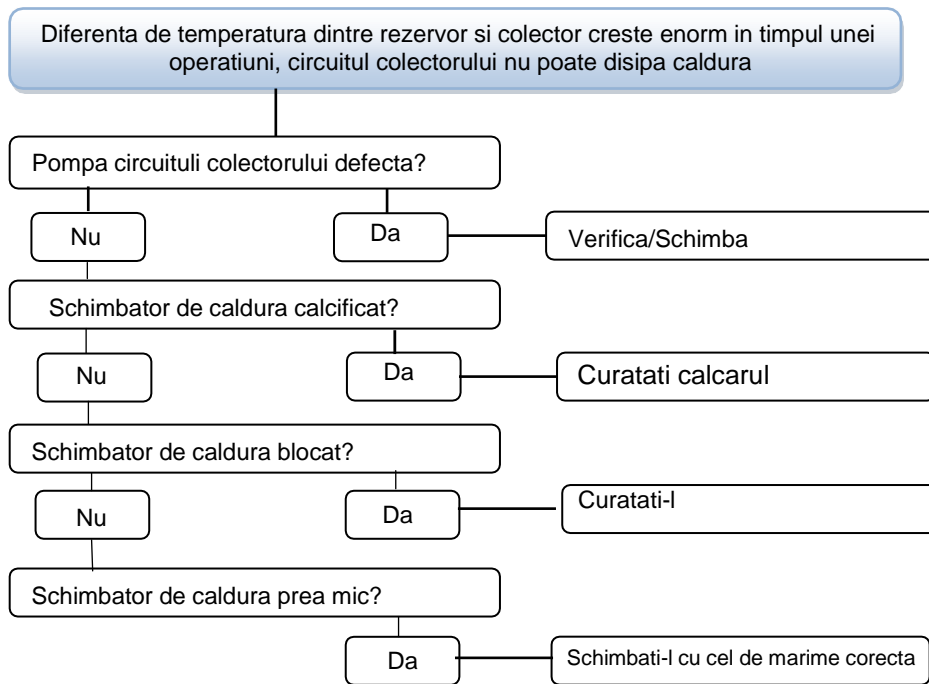 Diferenta de temperatura dintre rezervor si colector creste enorm in timpul unei
operatiuni, circuitul colectorului nu poate disipa caldura
Pompa circuituli colectorului defecta?
Nu
Da
Verifica/Schimba
Schimbator de caldura calcificat?
Nu
Da
Curatati calcarul
Schimbator de caldura blocat?
Nu
Da
Curatati-l
Schimbator de caldura prea mic?
Da
Schimbati-l cu cel de marime corecta